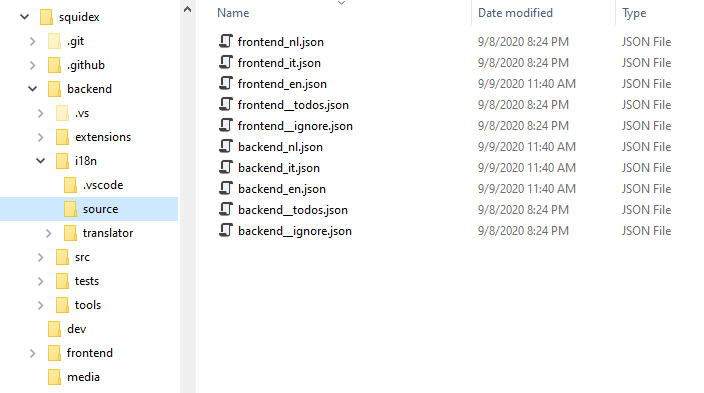 squidex
.git
.github
backend
.vs
extensions
i18n
.vscode
source
translator
src
tests
tools
dev
frontend
media
Name Date modified Type
frontend_nl.json 9/8/2020 8:24 PM JSON File
frontend_it.json 9/8/2020 8:24 PM JSON File
frontend_en.json 9/9/2020 11:40 AM JSON File
frontend__todos.json 9/8/2020 8:24 PM JSON File
frontend__ignore.json 9/8/2020 8:24 PM JSON File
backend_nl.json 9/9/2020 11:40 AM JSON File
backend_it.json 9/9/2020 11:40 AM JSON File
backend_en.json 9/9/2020 11:40 AM JSON File
backend__todos.json 9/8/2020 8:24 PM JSON File
backend__ignore.json 9/8/2020 8:24 PM JSON File